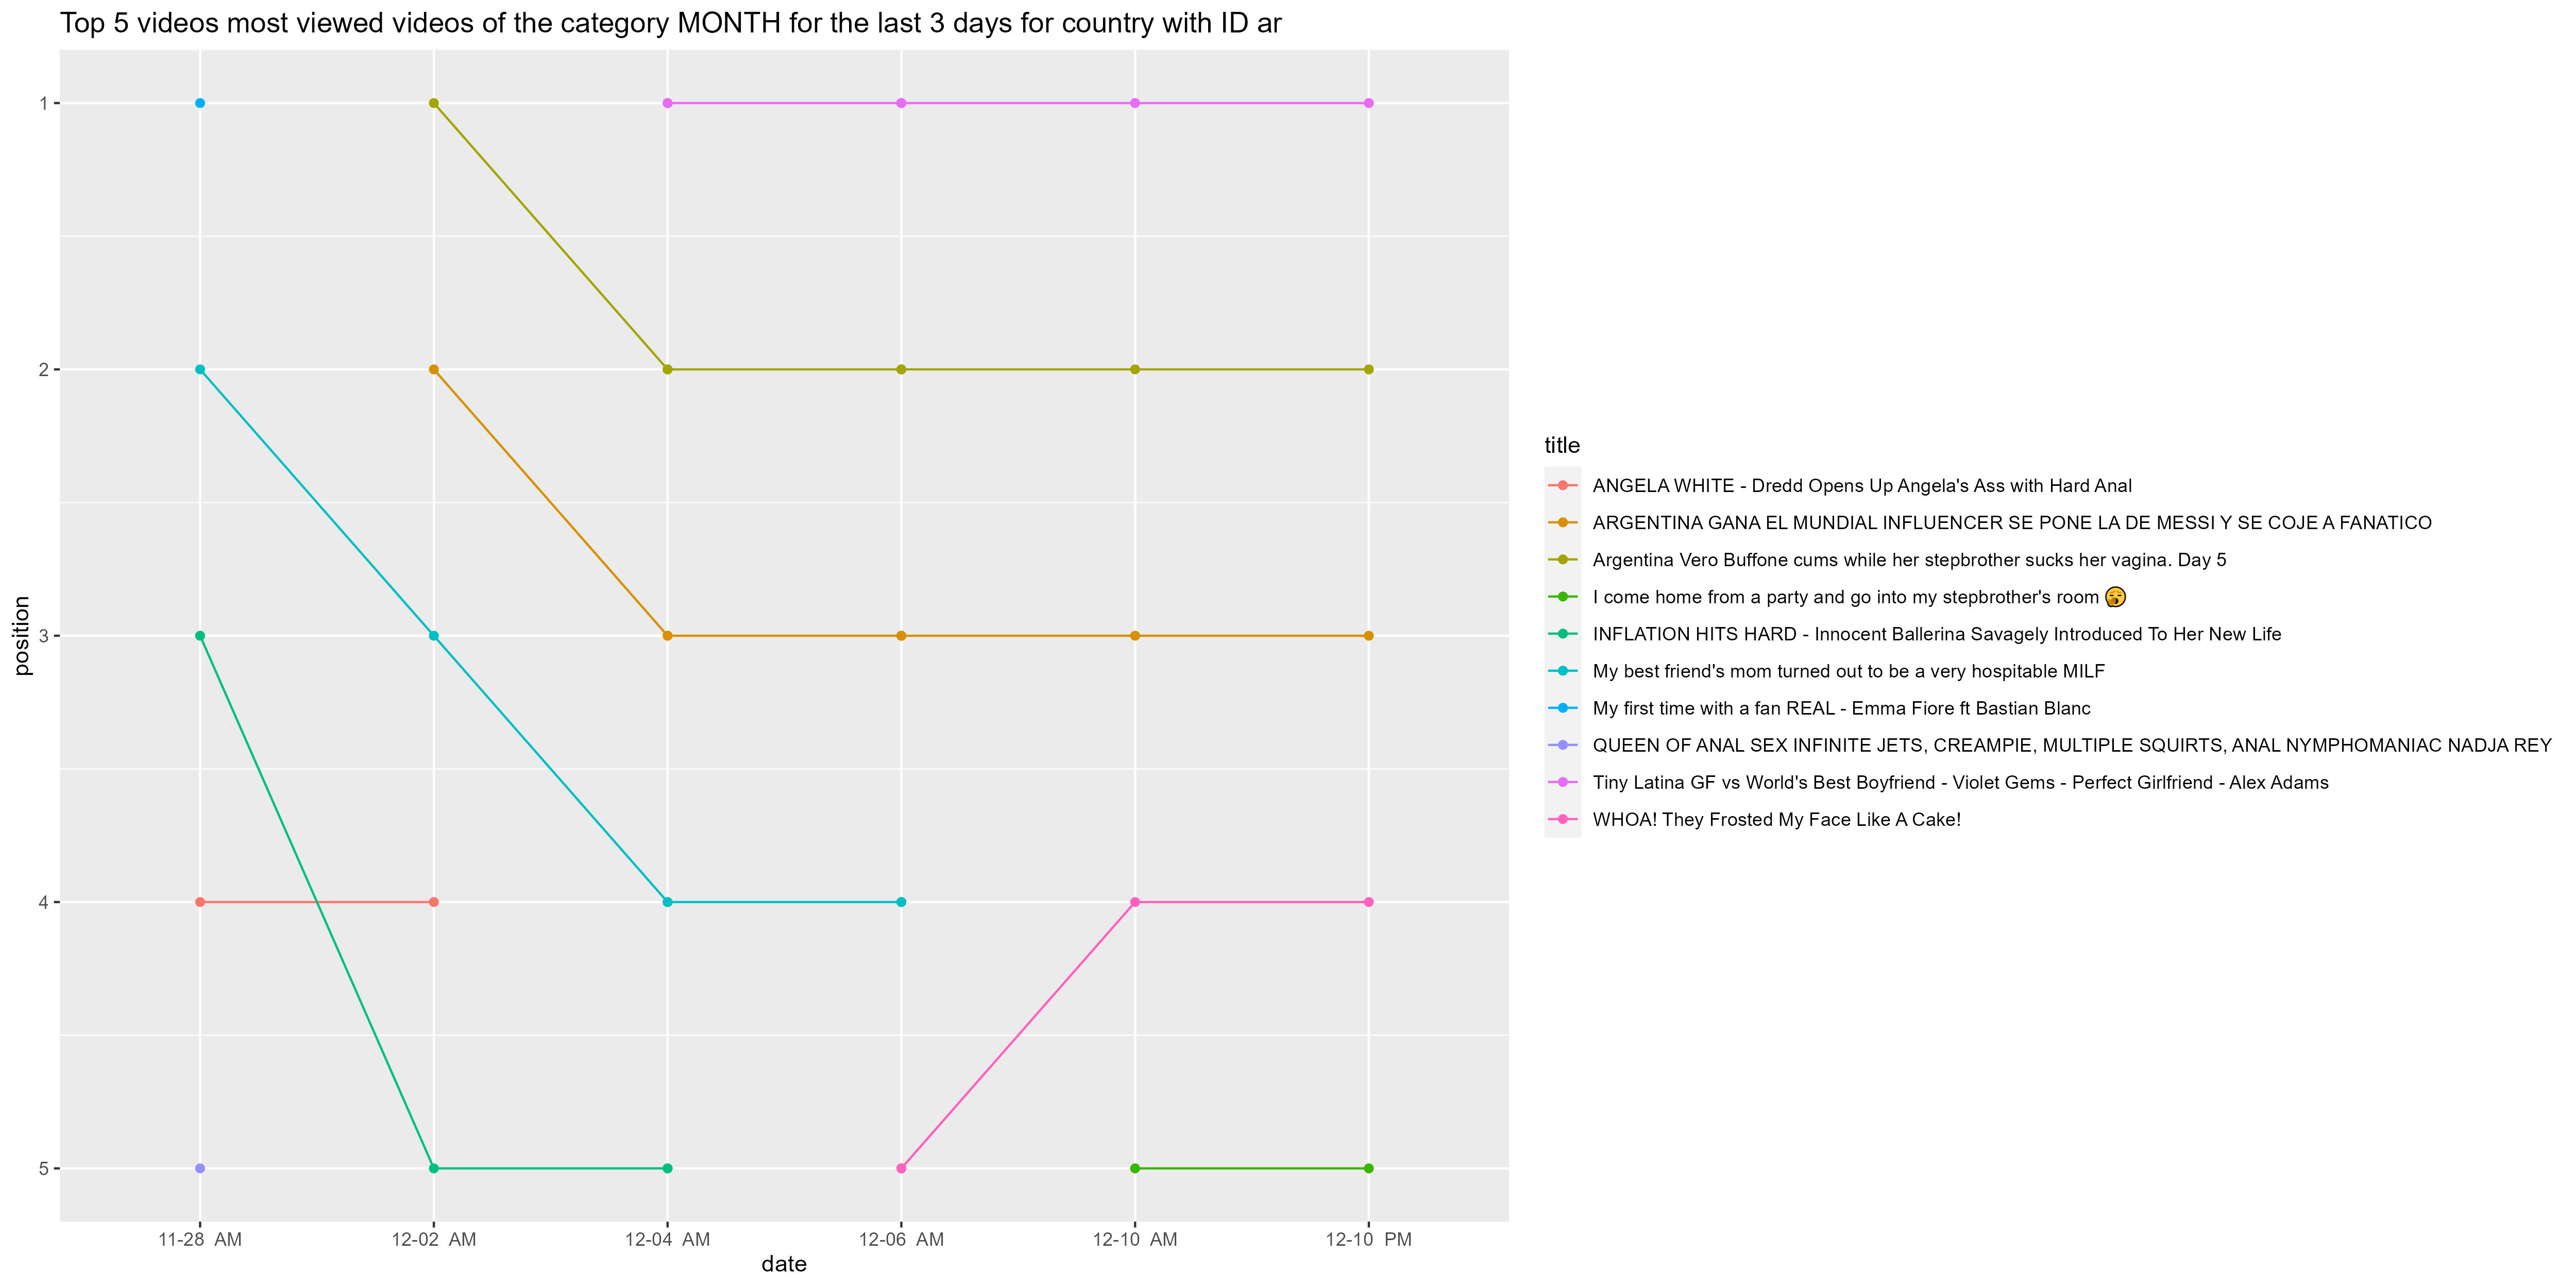 Top 5 videos most viewed videos of the category MONTH for the last 3 days for country with ID ar
position
1
2
3
4
5
11-28 AM
12-02 AM
12-04 AM
12-06 AM
12-10 AM
12-10 PM
date
title
ANGELA WHITE - Dredd Opens Up Angela's Ass with Hard Anal
ARGENTINA GANA EL MUNDIAL INFLUENCER SE PONE LA DE MESSI Y SE COJE A FANATICO
Argentina Vero Buffone cums while her stepbrother sucks her vagina. Day 5
I come home from a party and go into my stepbrother's room 🥱
INFLATION HITS HARD - Innocent Ballerina Savagely Introduced To Her New Life
My best friend's mom turned out to be a very hospitable MILF
My first time with a fan REAL - Emma Fiore ft Bastian Blanc
QUEEN OF ANAL SEX INFINITE JETS, CREAMPIE, MULTIPLE SQUIRTS, ANAL NYMPHOMANIAC NADJA REY
Tiny Latina GF vs World's Best Boyfriend - Violet Gems - Perfect Girlfriend - Alex Adams
WHOA! They Frosted My Face Like A Cake!